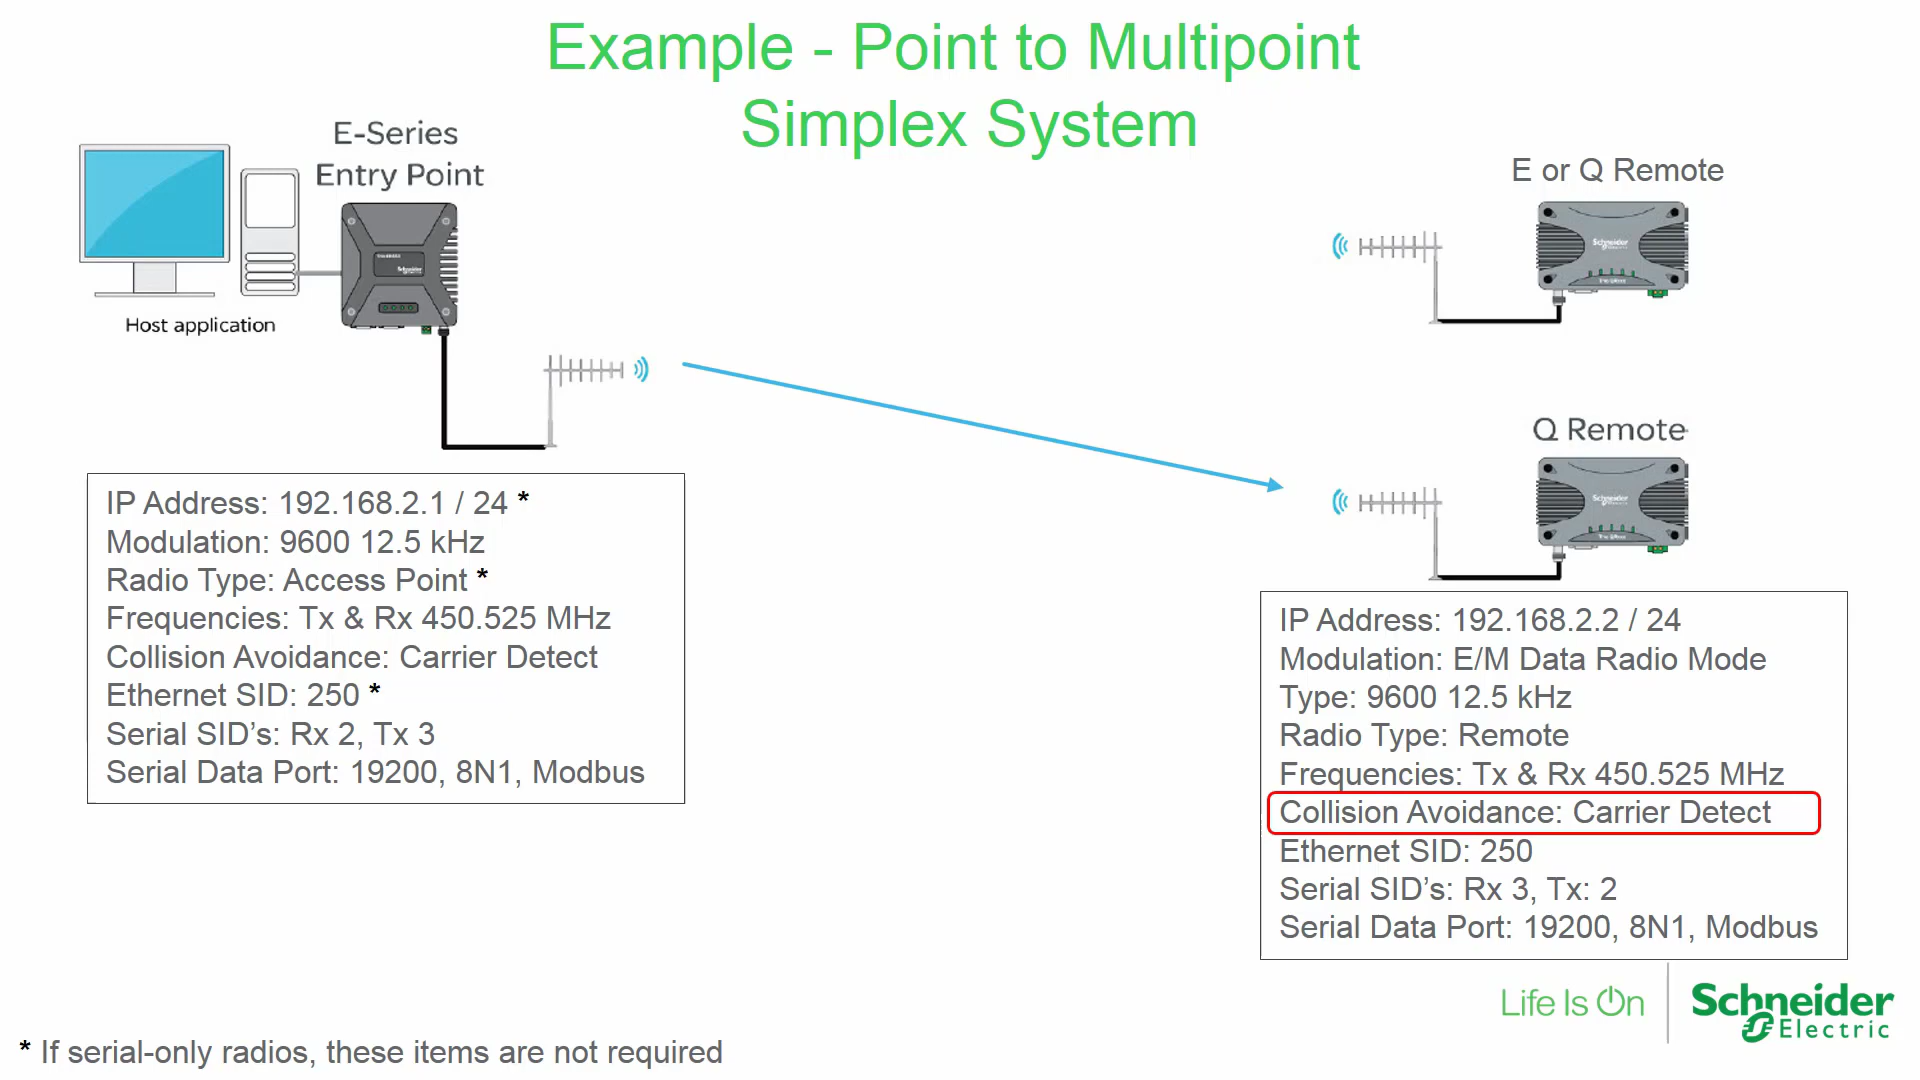 Example - Point to Multipoint
Simplex System
E-Series
Entry Point
Host application
Schneider
E or Q Remote
Schneider
Electric
Q Remote
Schneider
Electric
IP Address: 192.168.2.1 / 24 *
Modulation: 9600 12.5 kHz
Radio Type: Access Point *
Frequencies: Tx & Rx 450.525 MHz
Collision Avoidance: Carrier Detect
Ethernet SID: 250 *
Serial SID’s: Rx 2, Tx 3
Serial Data Port: 19200, 8N1, Modbus
IP Address: 192.168.2.2 / 24
Modulation: E/M Data Radio Mode
Type: 9600 12.5 kHz
Radio Type: Remote
Frequencies: Tx & Rx 450.525 MHz
Collision Avoidance: Carrier Detect
Ethernet SID: 250
Serial SID’s: Rx 3, Tx: 2
Serial Data Port: 19200, 8N1, Modbus
Life Is On
Schneider
Electric
* If serial-only radios, these items are not required